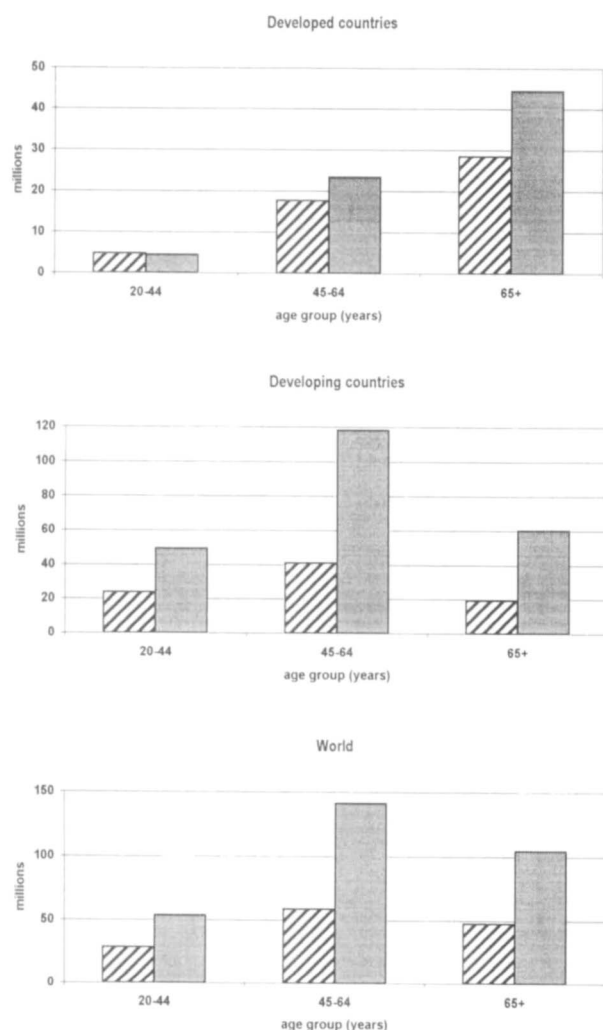 Developed countries
50
40
30
20
10
0
millions
20-44 45-64 65+
age group (years)
Developing countries
120
100
80
60
40
20
0
millions
20-44 45-64 65+
age group (years)
World
150
100
50
0
millions
20-44 45-64 65+
age group (years)